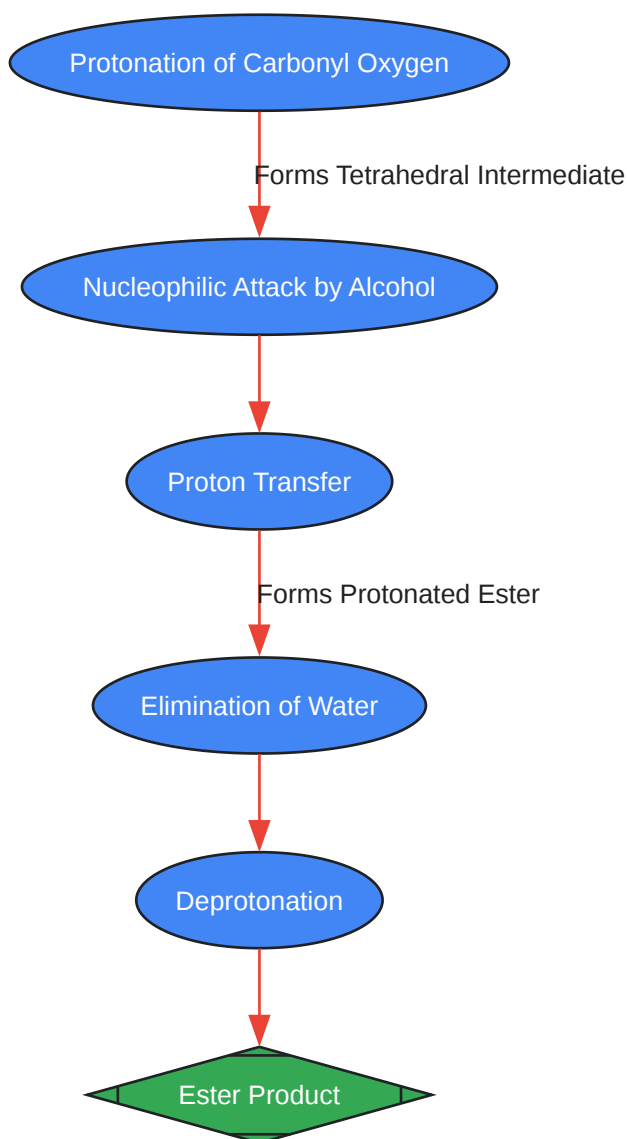 Protonation of Carbonyl Oxygen
Forms Tetrahedral Intermediate
Nucleophilic Attack by Alcohol
Proton Transfer
Forms Protonated Ester
Elimination of Water
Deprotonation
Ester Product